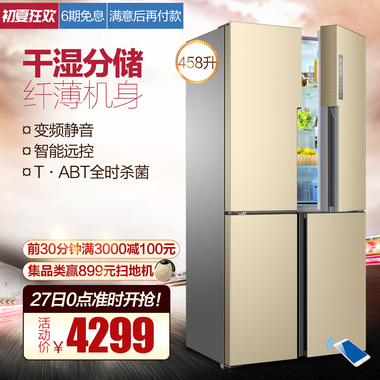 初夏狂欢 6期免息 满意后再付款
干湿分储
纤薄机身
458升
变频静音
智能远控
T·ABT全时杀菌
前30分钟满3000减100元
集品类赢899元扫地机
27日0点准时开抢!
活动价¥4299